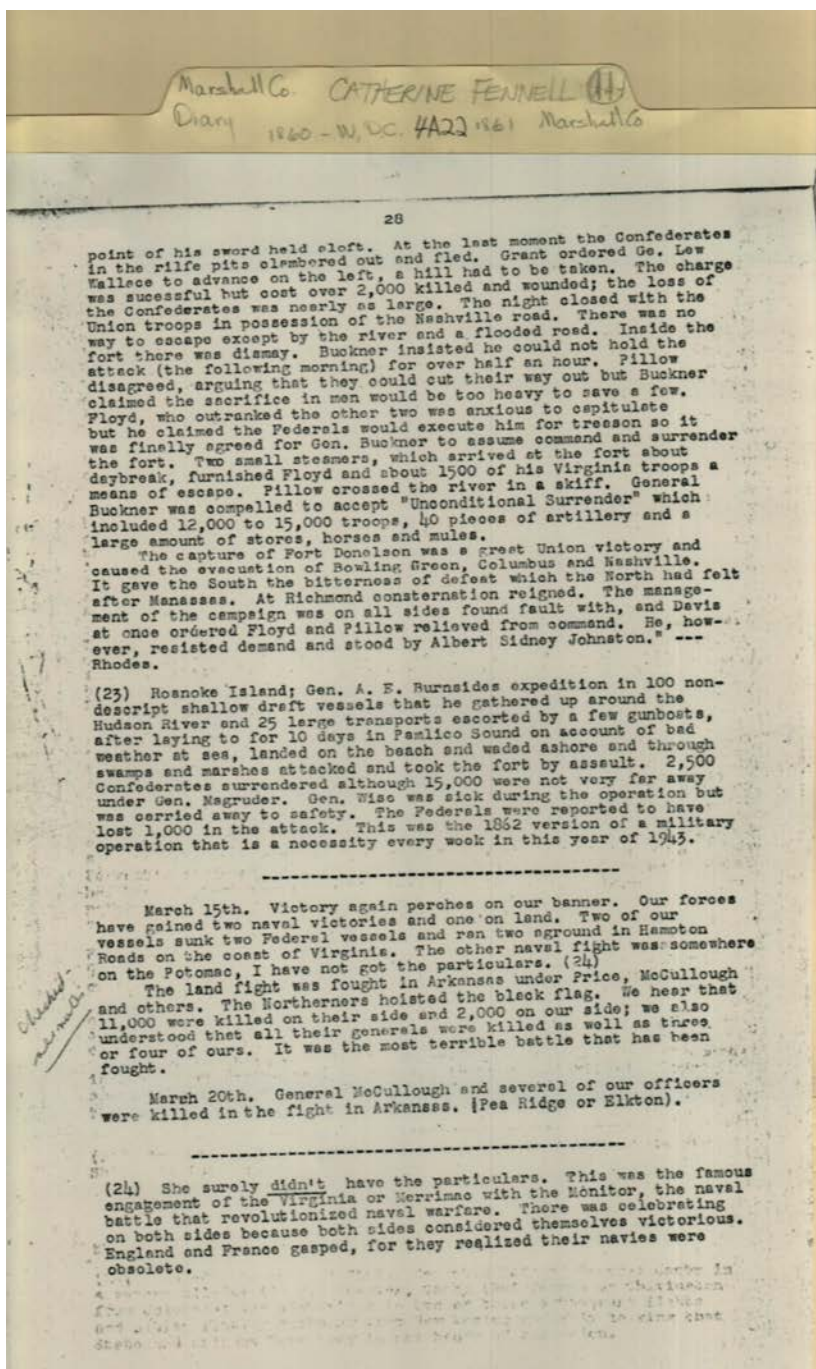 Marshall Co. CATHERINE FENNELL 11
Diary 1860 - W, D.C. 4A22 1861 Marshall Co
28
point of his sword held aloft. At the last moment the Confederates
in the rilfe pits clambered out and fled. Grant ordered Ge. Lew
Wallace to advance on the left, a hill had to be taken. The charge
was sucessful but cost over 2,000 killed and wounded; the loss of
the Confederates was nearly as large. The night closed with the
Union troops in possession of the Nashville road. There was no
way to escape except by the river and a flooded road. Inside the
fort there was dismay. Buckner insisted he could not hold the
attack (the following morning) for over half an hour. Pillow
disagreed, arguing that they could cut their way out but Buckner
claimed the sacrifice in men would be too heavy to save a few.
Floyd, who outranked the other two was anxious to capitulate
but he claimed the Federals would execute him for treason so it
was finally agreed for Gen. Buckner to assume command and surrender
the fort. Two small steamers, which arrived at the fort about
daybreak, furnished Floyd and about 1500 of his Virginia troops a
means of escape. Pillow crossed the river in a skiff. General
Buckner was compelled to accept "Unconditional Surrender" which
included 12,000 to 15,000 troops, 40 pieces of artillery and a
large amount of stores, horses and mules.
The capture of Fort Donelson was a great Union victory and
caused the evacuation of Bowling Green, Columbus and Nashville.
It gave the South the bitterness of defeat which the North had felt
after Manassas. At Richmond consternation reigned. The manage-
ment of the campaign was on all sides found fault with, and Davis
at once ordered Floyd and Pillow relieved from command. He, how-
ever, resisted demand and stood by Albert Sidney Johnston." ---
Rhodes.
(23) Roanoke Island; Gen. A. E. Burnsides expedition in 100 non-
descript shallow draft vessels that he gathered up around the
Hudson River and 25 large transports escorted by a few gunboats,
after laying to for 10 days in Pamlico Sound on account of bad
weather at sea, landed on the beach and waded ashore and through
swamps and marshes attacked and took the fort by assault. 2,500
Confederates surrendered although 15,000 were not very far away
under Gen. Magruder. Gen. Wise was sick during the operation but
was carried away to safety. The Federals were reported to have
lost 1,000 in the attack. This was the 1862 version of a military
operation that is a necessity every week in this year of 1943.
March 15th. Victory again perches on our banner. Our forces
have gained two naval victories and one on land. Two of our
vessels sunk two Federal vessels and ran two aground in Hampton
Roads on the coast of Virginia. The other naval fight was somewhere
on the Potomac, I have not got the particulars. (24)
The land fight was fought in Arkansas under Price, McCullough
and others. The Northerners hoisted the black flag. We hear that
11,000 were killed on their side and 2,000 on our side; we also
understood that all their generals were killed as well as three
or four of ours. It was the most terrible battle that has been
fought.
March 20th. General McCullough and several of our officers
were killed in the fight in Arkansas. (Pea Ridge or Elkton).
(24) She surely didn't have the particulars. This was the famous
engagement of the Virginia or Merrimac with the Monitor, the naval
battle that revolutionized naval warfare. There was celebrating
on both sides because both sides considered themselves victorious.
England and France gasped, for they realized their navies were
obsolete.